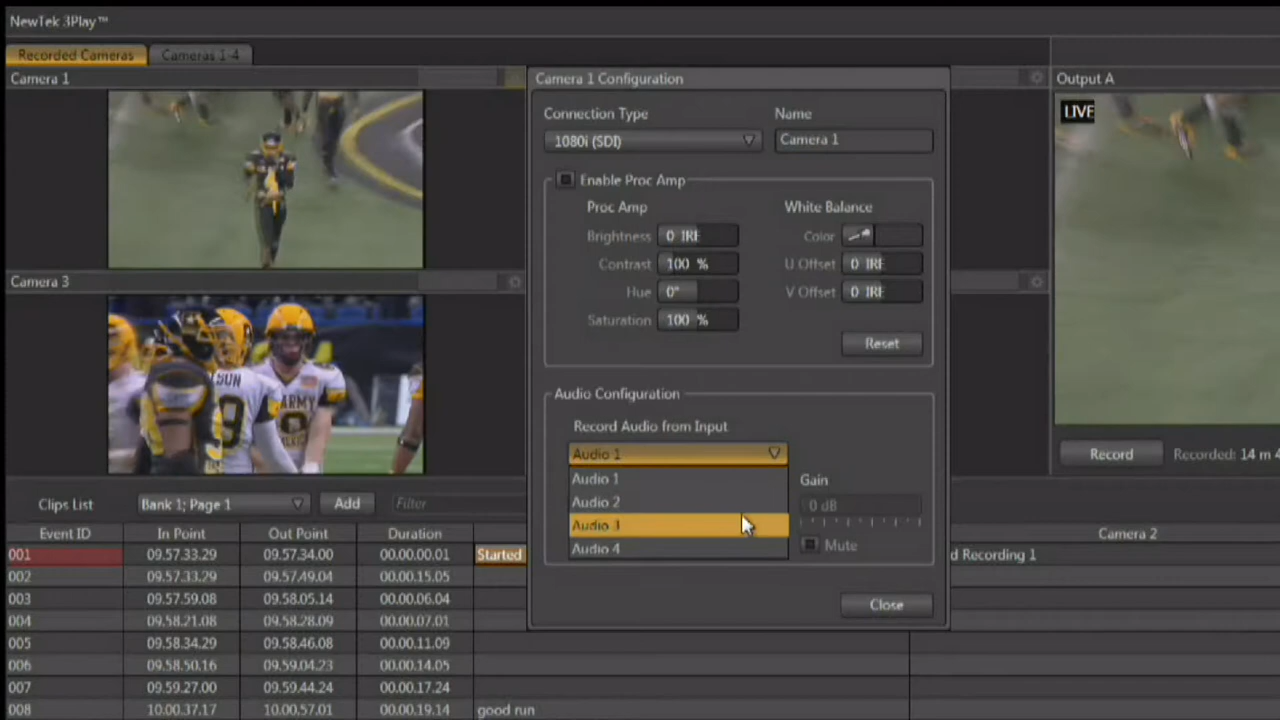 NewTek 3Play™
Recorded Cameras
Cameras 1-4
Camera 1
Camera 3
Camera 1 Configuration
Connection Type
Name
1080i (SDI)
Camera 1
Enable Proc Amp
Proc Amp
White Balance
Brightness
0 IRE
Color
Contrast
100 %
U Offset
0 IRE
Hue
0°
V Offset
0 IRE
Saturation
100 %
Reset
Audio Configuration
Record Audio from Input
Audio 1
Audio 1
Audio 2
Audio 3
Audio 4
Gain
0 dB
Mute
Close
Output A
LIVE
ARMY
Record
Recorded: 14 m 4
Clips List
Bank 1; Page 1
Add
Filter
Event ID In Point Out Point Duration Camera 2
001 09.57.33.29 09.57.34.00 00.00.00.01 Started d Recording 1
002 09.57.33.29 09.57.49.04 00.00.15.05
003 09.57.59.08 09.58.05.14 00.00.06.04
004 09.58.21.08 09.58.28.09 00.00.07.01
005 09.58.34.29 09.58.46.08 00.00.11.09
006 09.58.50.16 09.59.04.23 00.00.14.05
007 09.59.27.00 09.59.44.24 00.00.17.24
008 10.00.37.17 10.00.57.01 00.00.19.14 good run